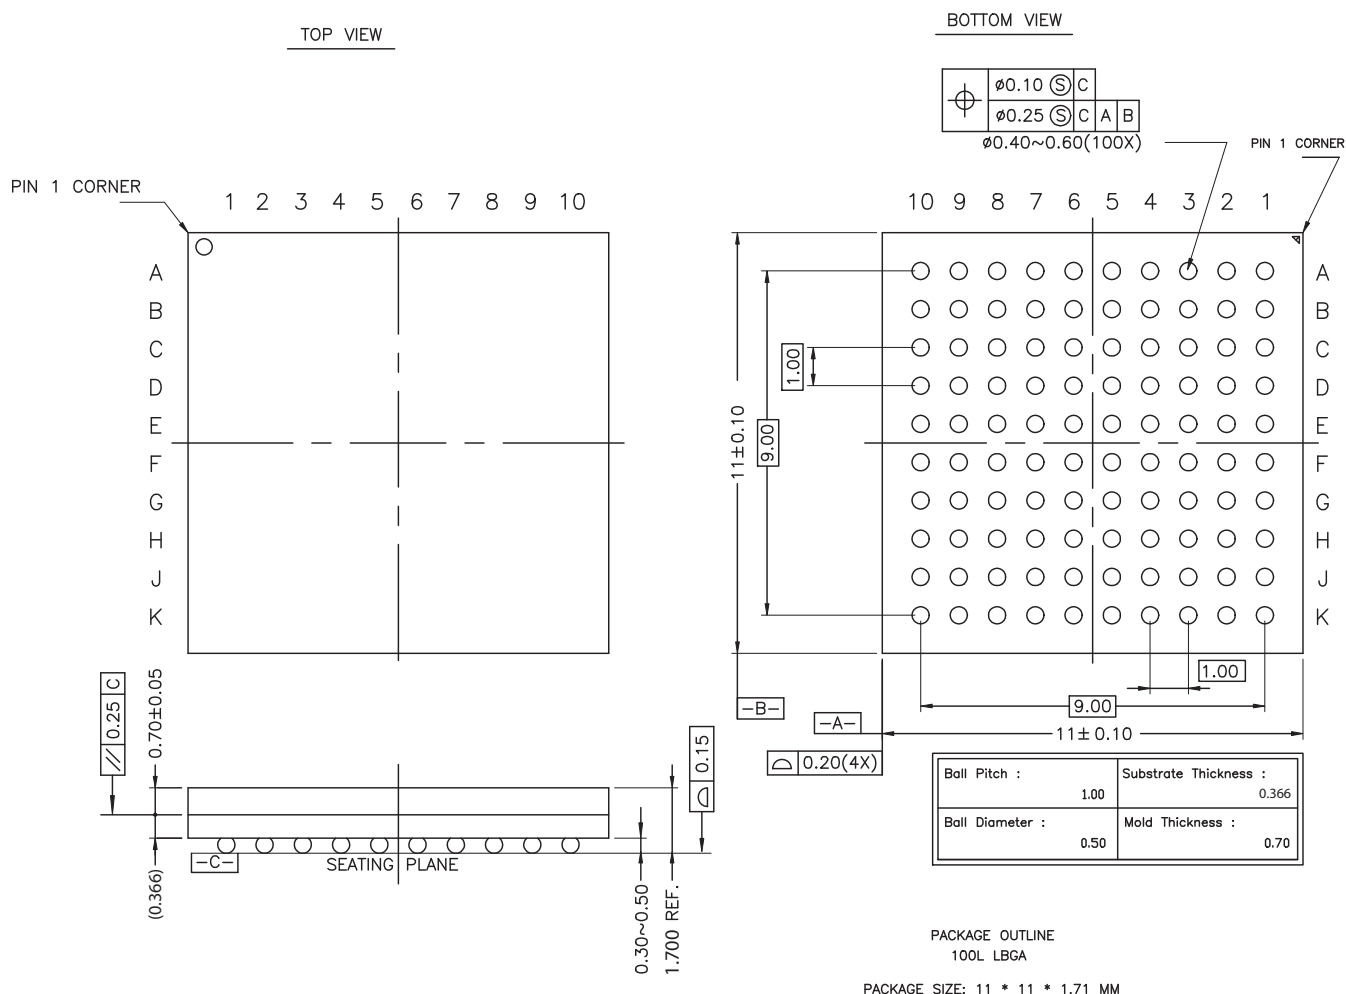 TOP VIEW
BOTTOM VIEW
⌀0.10 Ⓢ C
⌀0.25 Ⓢ C A B
⌀0.40~0.60(100X)
PIN 1 CORNER
PIN 1 CORNER
1 2 3 4 5 6 7 8 9 10
10 9 8 7 6 5 4 3 2 1
A
B
C
D
E
F
G
H
J
K
A
B
C
D
E
F
G
H
J
K
1.00
9.00
11±0.10
1.00
9.00
11±0.10
-B-
-A-
0.20(4X)
// 0.25 C
0.70±0.05
(0.366)
-C-
SEATING PLANE
0.15
0.30~0.50
1.700 REF.
Ball Pitch :
1.00
Substrate Thickness :
0.366
Ball Diameter :
0.50
Mold Thickness :
0.70
PACKAGE OUTLINE
100L LBGA
PACKAGE SIZE: 11 * 11 * 1.71 MM